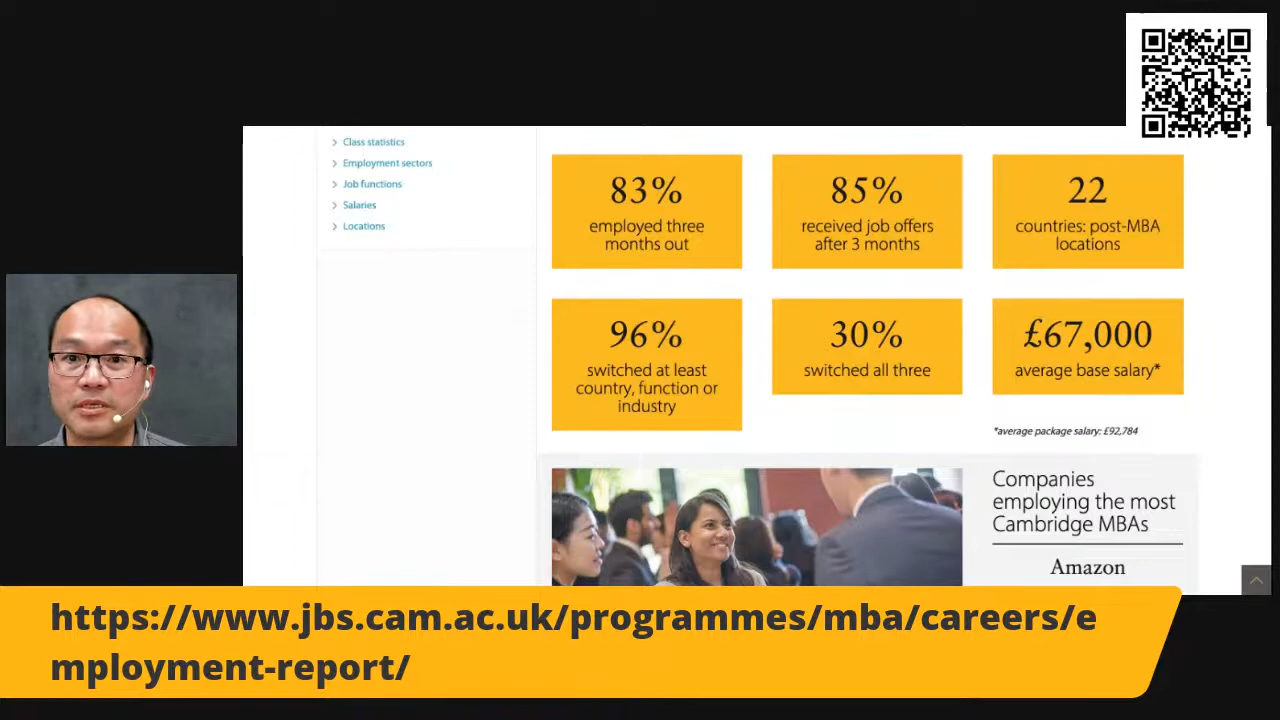 Class statistics
Employment sectors
Job functions
Salaries
Locations
83%
employed three
months out
85%
received job offers
after 3 months
22
countries: post-MBA
locations
96%
switched at least
country, function or
industry
30%
switched all three
£67,000
average base salary*
*average package salary: £92,784
Companies
employing the most
Cambridge MBAs
Amazon
https://www.jbs.cam.ac.uk/programmes/mba/careers/e
mployment-report/